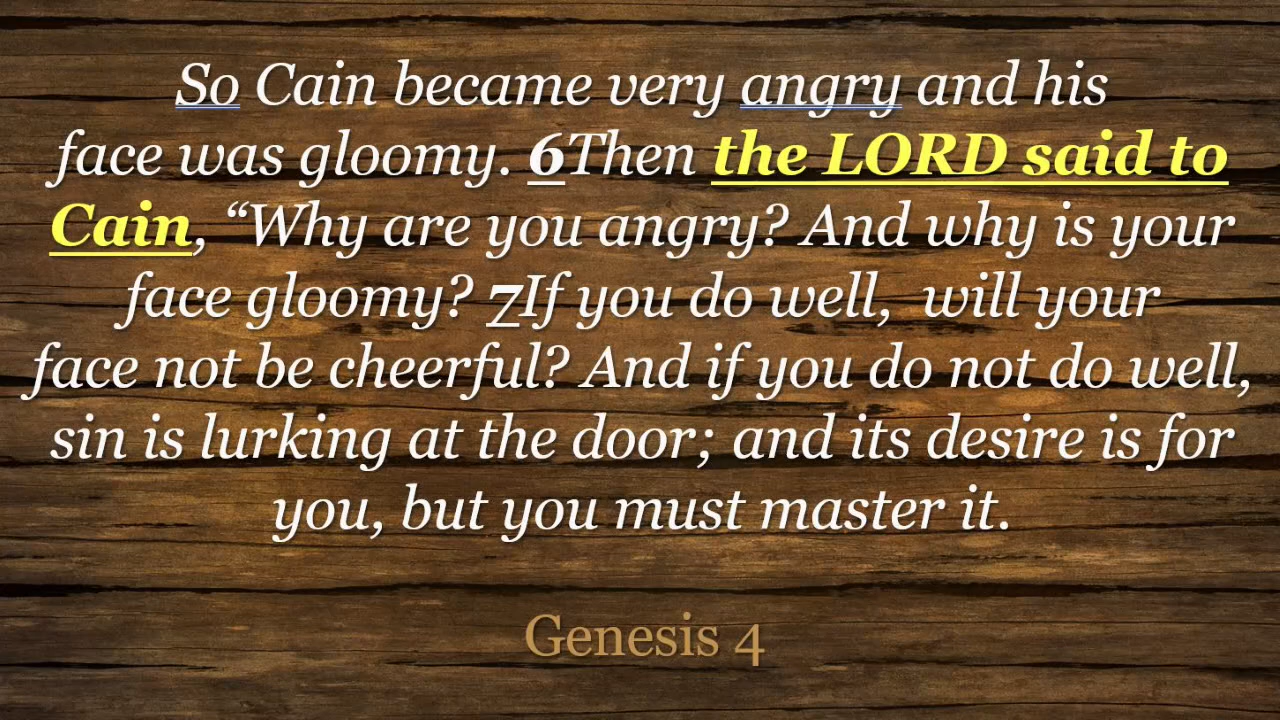 So Cain became very angry and his
face was gloomy. 6Then the LORD said to
Cain, “Why are you angry? And why is your
face gloomy? 7If you do well,  will your
face not be cheerful? And if you do not do well,
sin is lurking at the door; and its desire is for
you, but you must master it.
Genesis 4